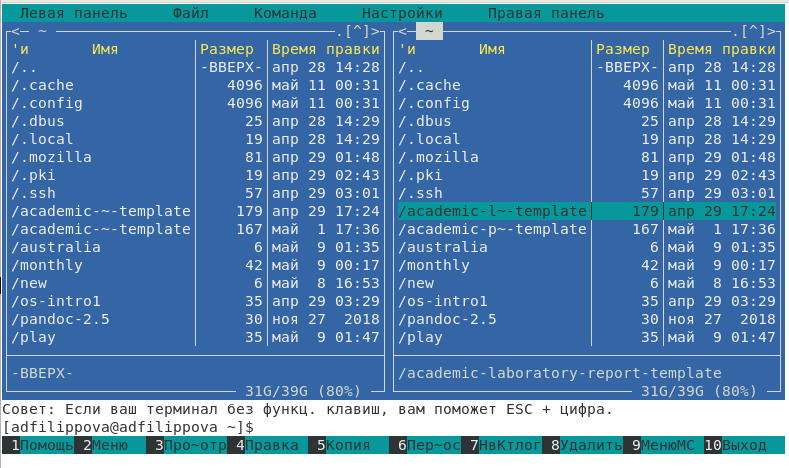 Левая панель Файл Команда Настройки Правая панель
<─ ~ .[^]> <─ ~ .[^]>
'и Имя Размер Время правки 'и Имя Размер Время правки
/.. -ВВЕРХ- апр 28 14:28 /.. -ВВЕРХ- апр 28 14:28
/.cache 4096 май 11 00:31 /.cache 4096 май 11 00:31
/.config 4096 май 11 00:31 /.config 4096 май 11 00:31
/.dbus 25 апр 28 14:29 /.dbus 25 апр 28 14:29
/.local 19 апр 28 14:29 /.local 19 апр 28 14:29
/.mozilla 81 апр 29 01:48 /.mozilla 81 апр 29 01:48
/.pki 19 апр 29 02:43 /.pki 19 апр 29 02:43
/.ssh 57 апр 29 03:01 /.ssh 57 апр 29 03:01
/academic-~-template 179 апр 29 17:24 /academic-l~-template 179 апр 29 17:24
/academic-~-template 167 май 1 17:36 /academic-p~-template 167 май 1 17:36
/australia 6 май 9 01:35 /australia 6 май 9 01:35
/monthly 42 май 9 00:17 /monthly 42 май 9 00:17
/new 6 май 8 16:53 /new 6 май 8 16:53
/os-intro1 35 апр 29 03:29 /os-intro1 35 апр 29 03:29
/pandoc-2.5 30 ноя 27 2018 /pandoc-2.5 30 ноя 27 2018
/play 35 май 9 01:47 /play 35 май 9 01:47
-ВВЕРХ- /academic-laboratory-report-template
31G/39G (80%) 31G/39G (80%)
Совет: Если ваш терминал без функц. клавиш, вам поможет ESC + цифра.
[adfilippova@adfilippova ~]$
1Помощь 2Меню 3Про~отр 4Правка 5Копия 6Пер~ос 7НвКтлог 8Удалить 9МенюMC 10Выход